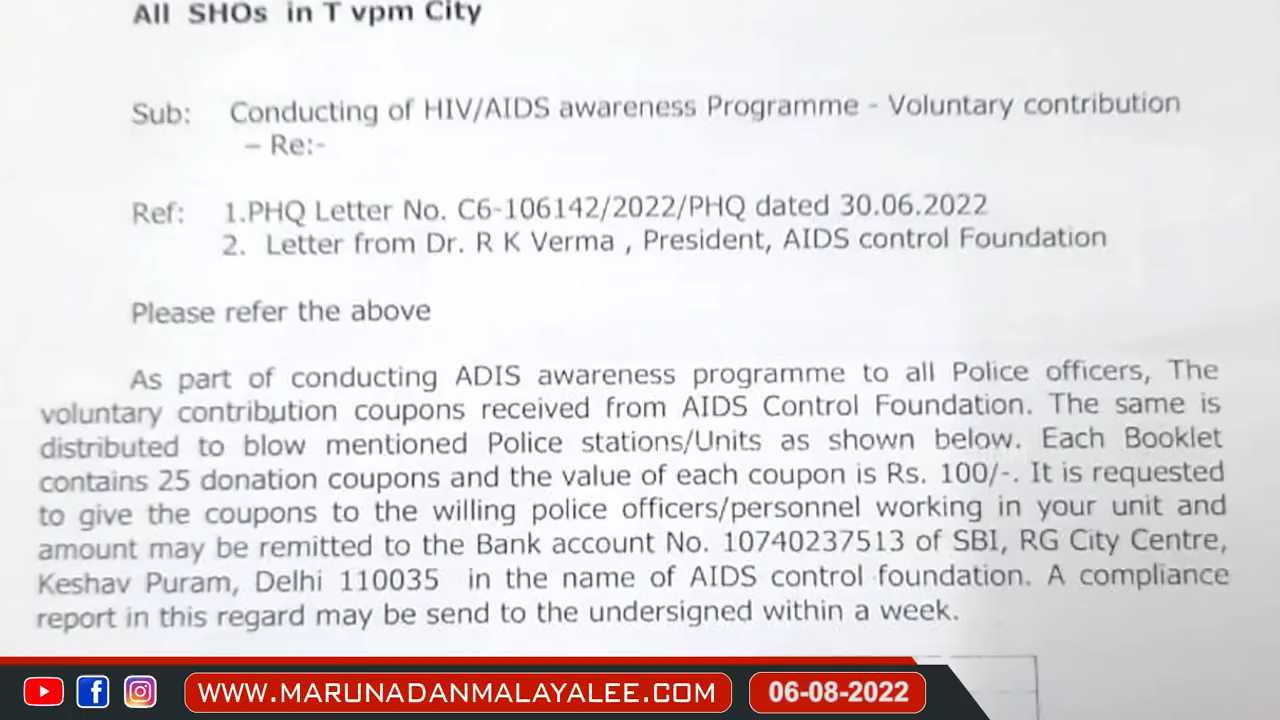 All SHOs in T vpm City
Sub: Conducting of HIV/AIDS awareness Programme - Voluntary contribution
– Re:-
Ref: 1.PHQ Letter No. C6-106142/2022/PHQ dated 30.06.2022
2. Letter from Dr. R K Verma , President, AIDS control Foundation
Please refer the above
As part of conducting ADIS awareness programme to all Police officers, The
voluntary contribution coupons received from AIDS Control Foundation. The same is
distributed to blow mentioned Police stations/Units as shown below. Each Booklet
contains 25 donation coupons and the value of each coupon is Rs. 100/-. It is requested
to give the coupons to the willing police officers/personnel working in your unit and
amount may be remitted to the Bank account No. 10740237513 of SBI, RG City Centre,
Keshav Puram, Delhi 110035 in the name of AIDS control foundation. A compliance
report in this regard may be send to the undersigned within a week.
WWW.MARUNADANMALAYALEE.COM 06-08-2022